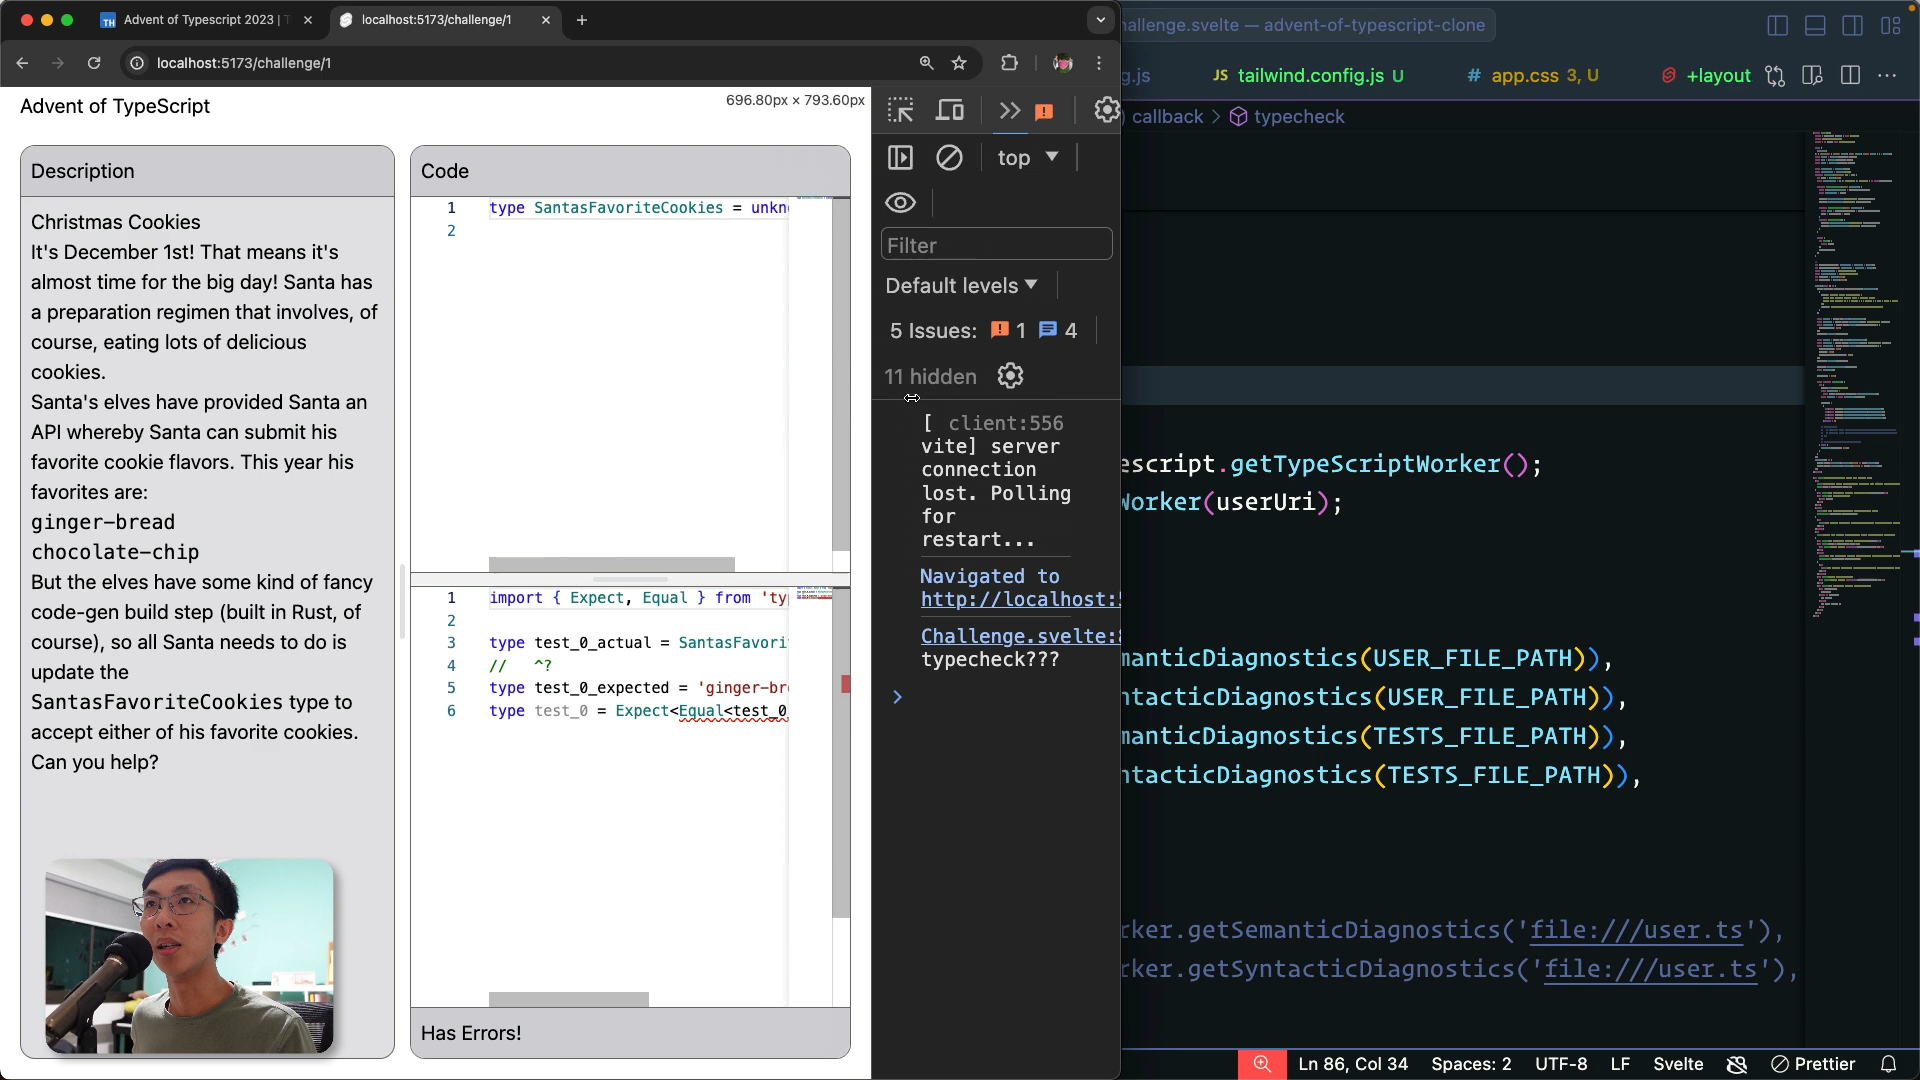 Advent of Typescript 2023 | T
localhost:5173/challenge/1
localhost:5173/challenge/1
Advent of TypeScript
696.80px × 793.60px
Description
Christmas Cookies
It's December 1st! That means it's
almost time for the big day! Santa has
a preparation regimen that involves, of
course, eating lots of delicious
cookies.
Santa's elves have provided Santa an
API whereby Santa can submit his
favorite cookie flavors. This year his
favorites are:
ginger-bread
chocolate-chip
But the elves have some kind of fancy
code-gen build step (built in Rust, of
course), so all Santa needs to do is
update the
SantasFavoriteCookies type to
accept either of his favorite cookies.
Can you help?
Code
1 type SantasFavoriteCookies = unkn
2
1 import { Expect, Equal } from 'typ
2
3 type test_0_actual = SantasFavori
4 // ^?
5 type test_0_expected = 'ginger-br
6 type test_0 = Expect<Equal<test_0
Has Errors!
top
Filter
Default levels
5 Issues: 1 4
11 hidden
[ client:556
vite] server
connection
lost. Polling
for
restart...
Navigated to
http://localhost:5
Challenge.svelte:8
typecheck???
hallenge.svelte — advent-of-typescript-clone
g.js
JS tailwind.config.js U
# app.css 3, U
+layout
callback > typecheck
escript.getTypeScriptWorker();
Worker(userUri);
manticDiagnostics(USER_FILE_PATH)),
ntacticDiagnostics(USER_FILE_PATH)),
manticDiagnostics(TESTS_FILE_PATH)),
ntacticDiagnostics(TESTS_FILE_PATH)),
rker.getSemanticDiagnostics('file:///user.ts'),
rker.getSyntacticDiagnostics('file:///user.ts'),
Ln 86, Col 34 Spaces: 2 UTF-8 LF Svelte Prettier